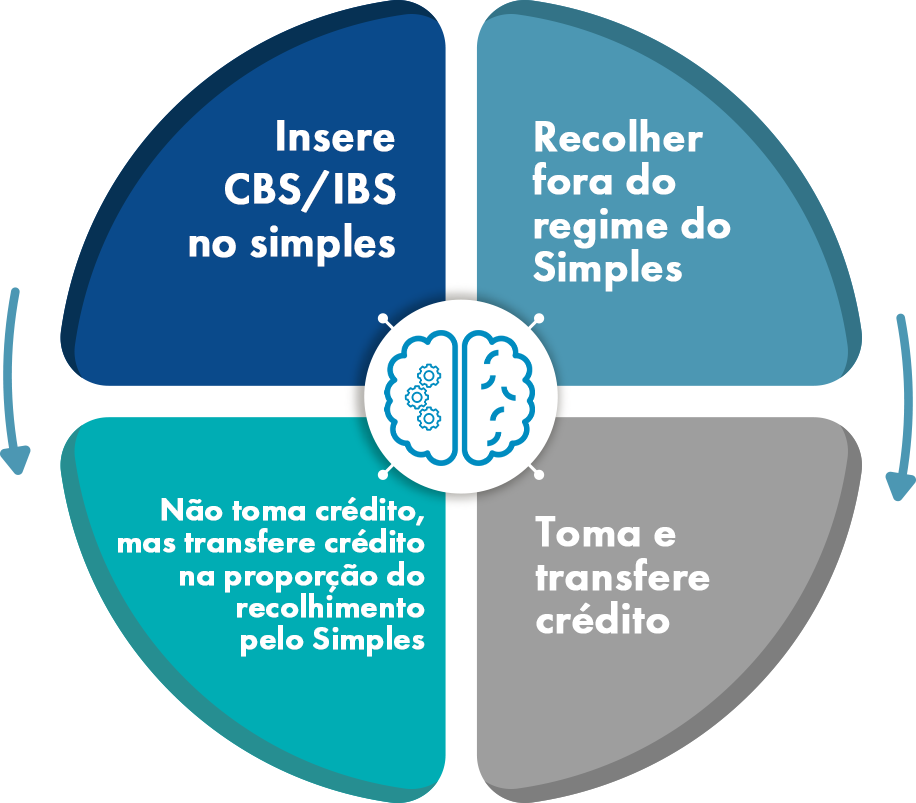 Insere
CBS/IBS
no simples
Recolher
fora do
regime do
Simples
Não toma crédito,
mas transfere crédito
na proporção do
recolhimento
pelo Simples
Toma e
transfere
crédito